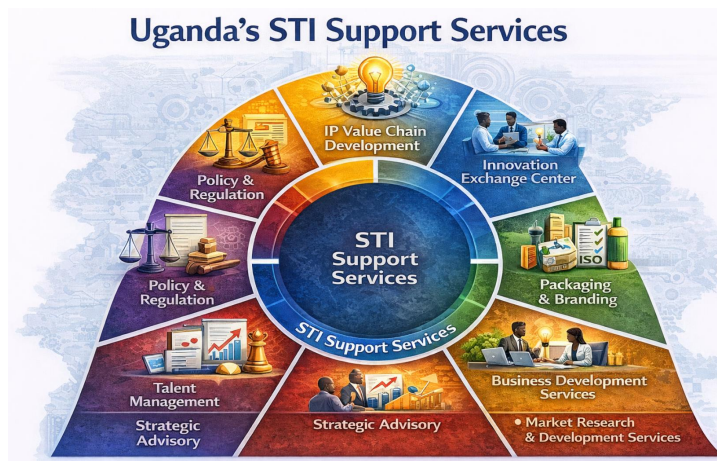 Uganda's STI Support Services
IP Value Chain
Development
Policy &
Regulation
Innovation
Exchange Center
STI
Support
Services
STI Support Services
Policy &
Regulation
ISO
Packaging
& Branding
Talent
Management
Strategic
Advisory
Strategic Advisory
Business Development
Services
• Market Research
& Development Services